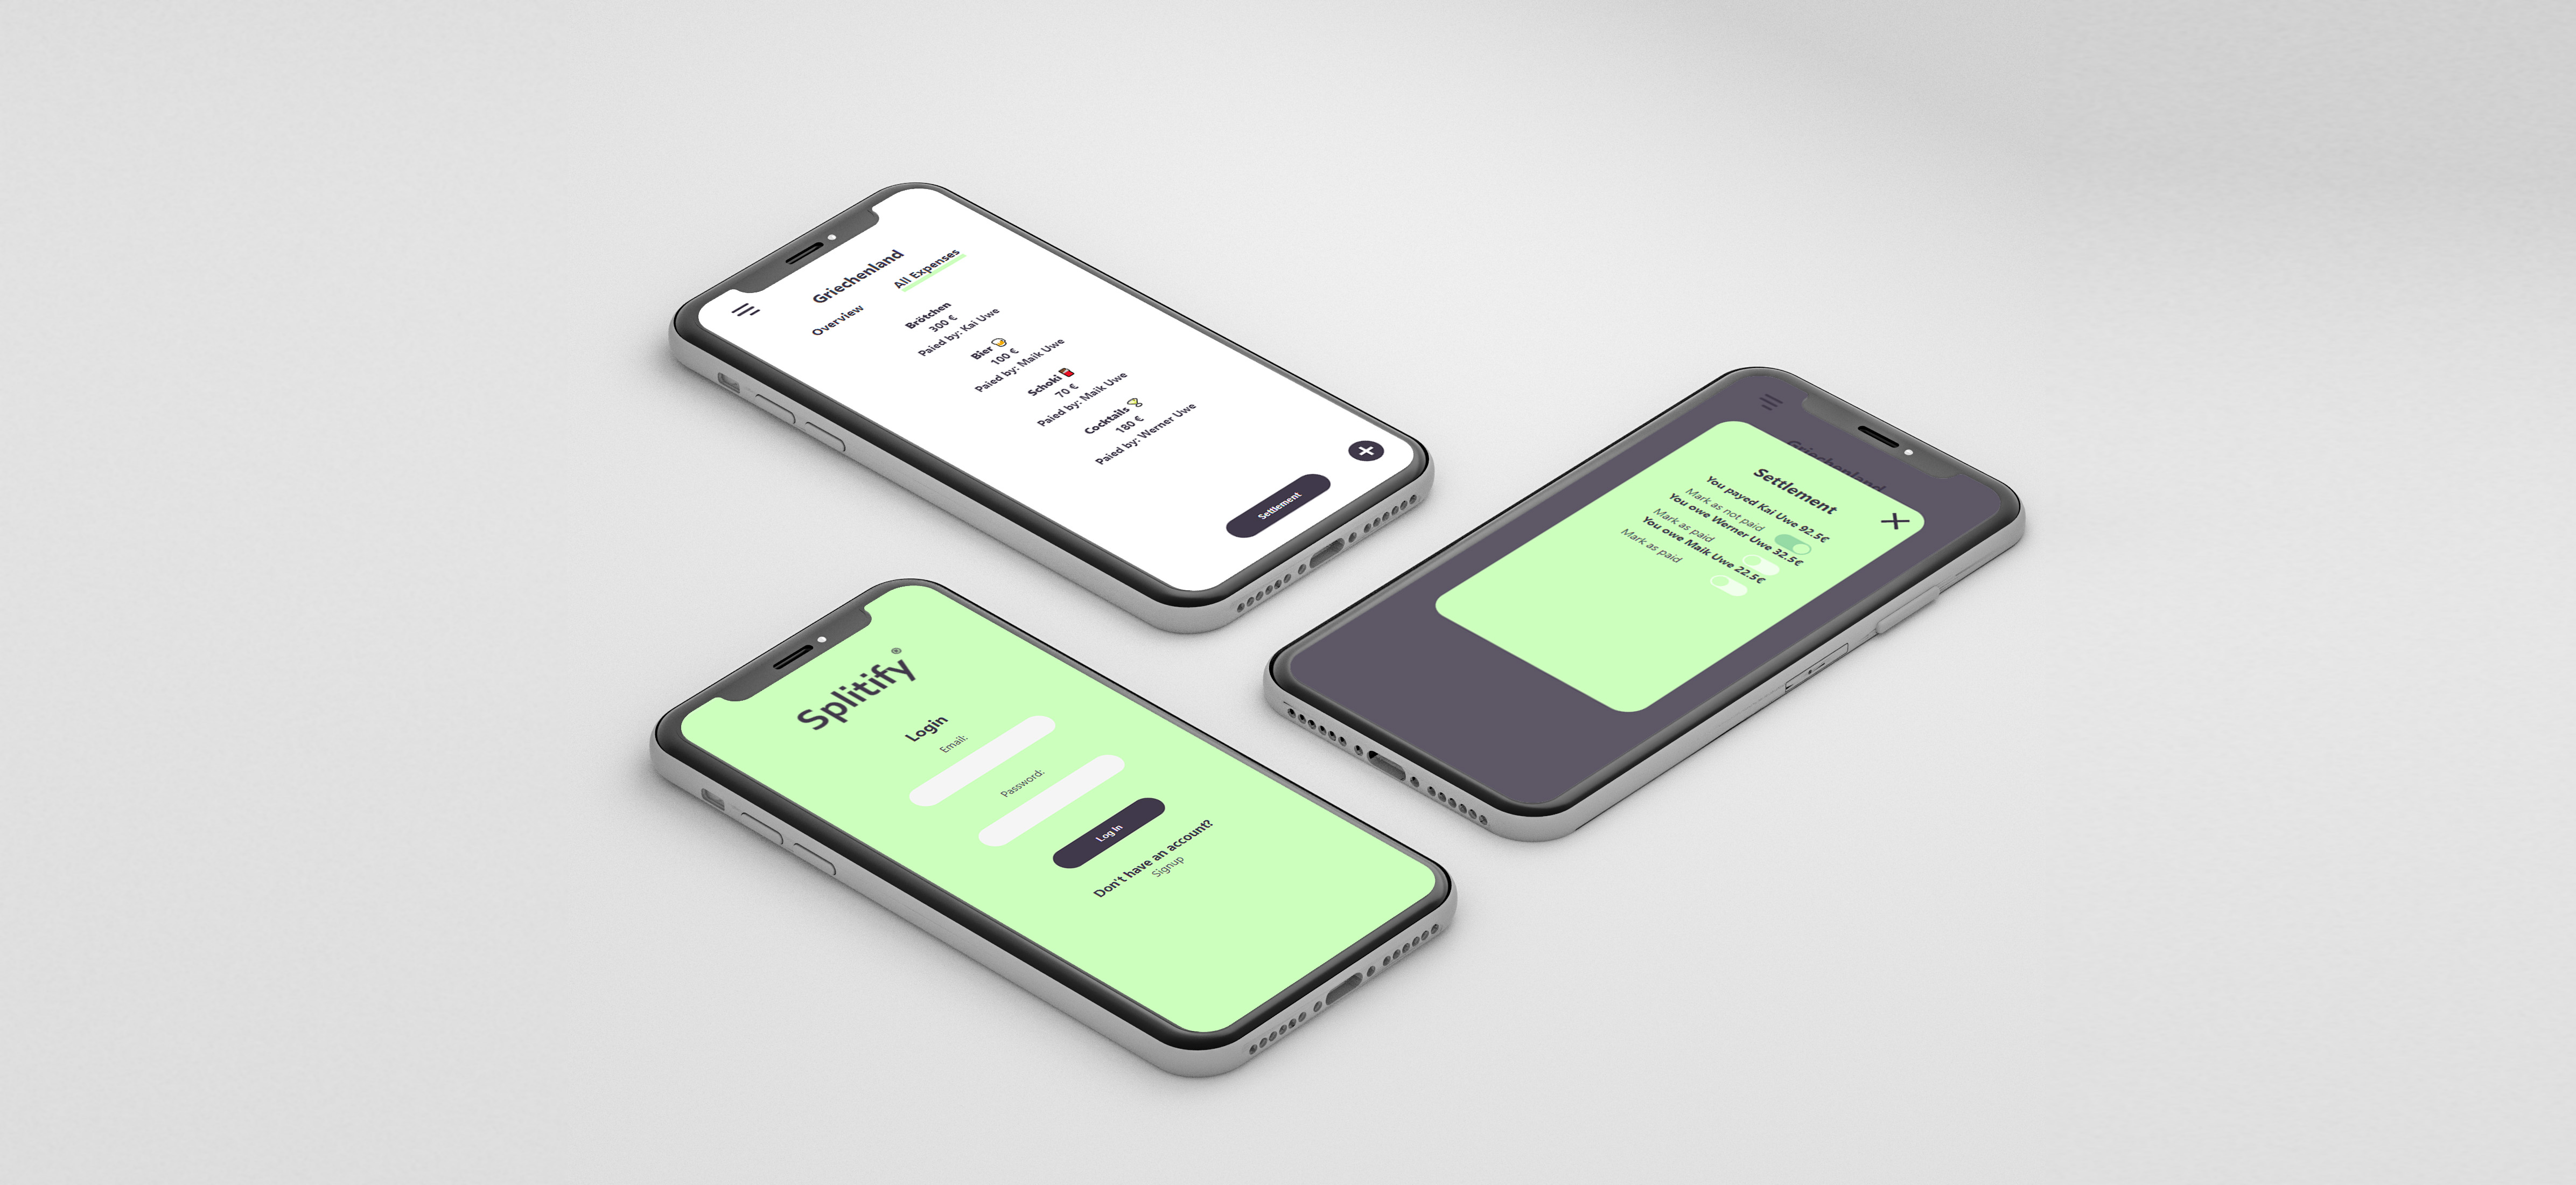 Griechenland
Overview
All Expenses
Brötchen
300 €
Paied by: Kai Uwe
Bier 🍺
100 €
Paied by: Maik Uwe
Schoki 🍫
70 €
Paied by: Maik Uwe
Cocktails 🍸
180 €
Paied by: Werner Uwe
Settlement
Griechenland
Settlement
You payed Kai Uwe 92.5€
Mark as not paid
You owe Werner Uwe 32.5€
Mark as paid
You owe Maik Uwe 22.5€
Mark as paid
Splitify®
Login
Email:
Password:
Log In
Don't have an account?
Signup